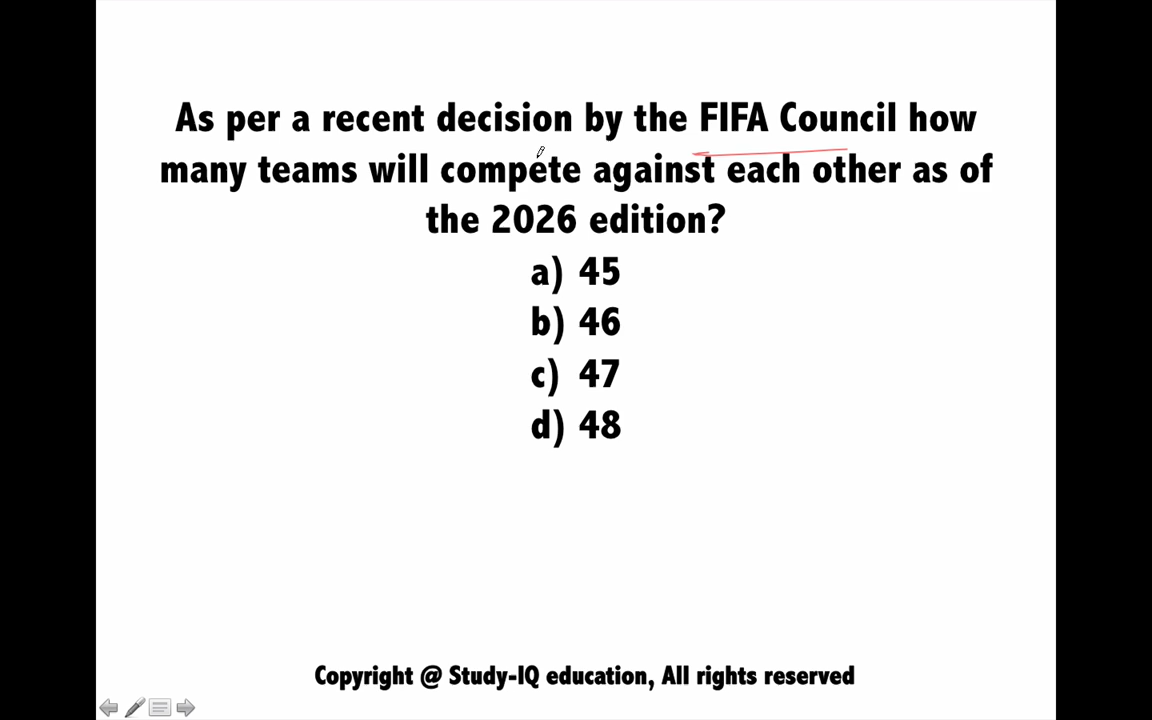 As per a recent decision by the FIFA Council how
many teams will compete against each other as of
the 2026 edition?
a) 45
b) 46
c) 47
d) 48
Copyright @ Study-IQ education, All rights reserved